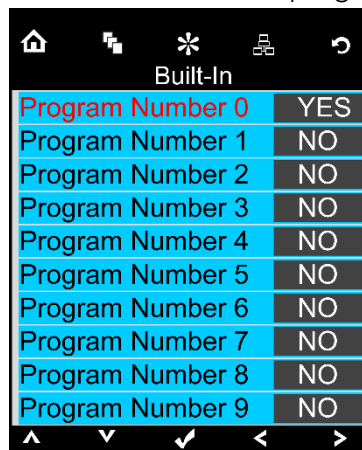 Built-In
Program Number 0 YES
Program Number 1 NO
Program Number 2 NO
Program Number 3 NO
Program Number 4 NO
Program Number 5 NO
Program Number 6 NO
Program Number 7 NO
Program Number 8 NO
Program Number 9 NO